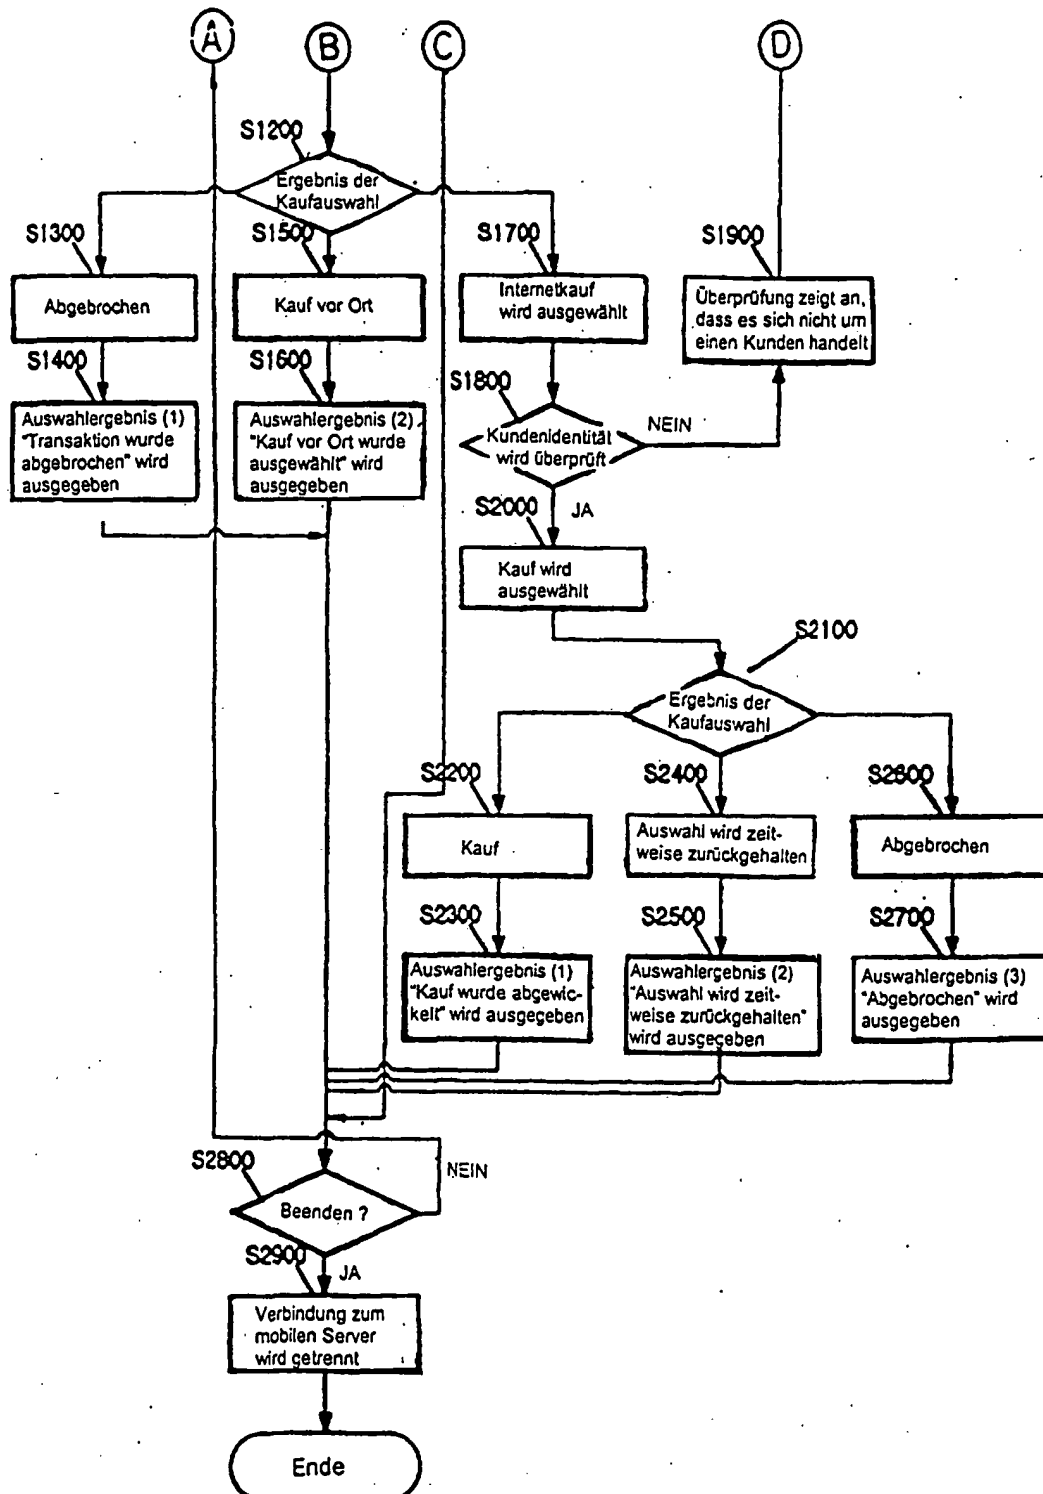 A
B
C
D
S1200
Ergebnis der
Kaufauswahl
S1300
Abgebrochen
S1500
Kauf vor Ort
S1700
Internetkauf
wird ausgewählt
S1900
Überprüfung zeigt an,
dass es sich nicht um
einen Kunden handelt
S1400
Auswahlergebnis (1)
"Transaktion wurde
abgebrochen" wird
ausgegeben
S1600
Auswahlergebnis (2)
"Kauf vor Ort wurde
ausgewählt" wird
ausgegeben
S1800
Kundenidentität
wird überprüft
NEIN
JA
S2000
Kauf wird
ausgewählt
S2100
Ergebnis der
Kaufauswahl
S2200
Kauf
S2400
Auswahl wird zeit-
weise zurückgehalten
S2600
Abgebrochen
S2300
Auswahlergebnis (1)
"Kauf wurde abgewic-
kelt" wird ausgegeben
S2500
Auswahlergebnis (2)
"Auswahl wird zeit-
weise zurückgehalten"
wird ausgegeben
S2700
Auswahlergebnis (3)
"Abgebrochen" wird
ausgegeben
S2800
Beenden ?
NEIN
JA
S2900
Verbindung zum
mobilen Server
wird getrennt
Ende